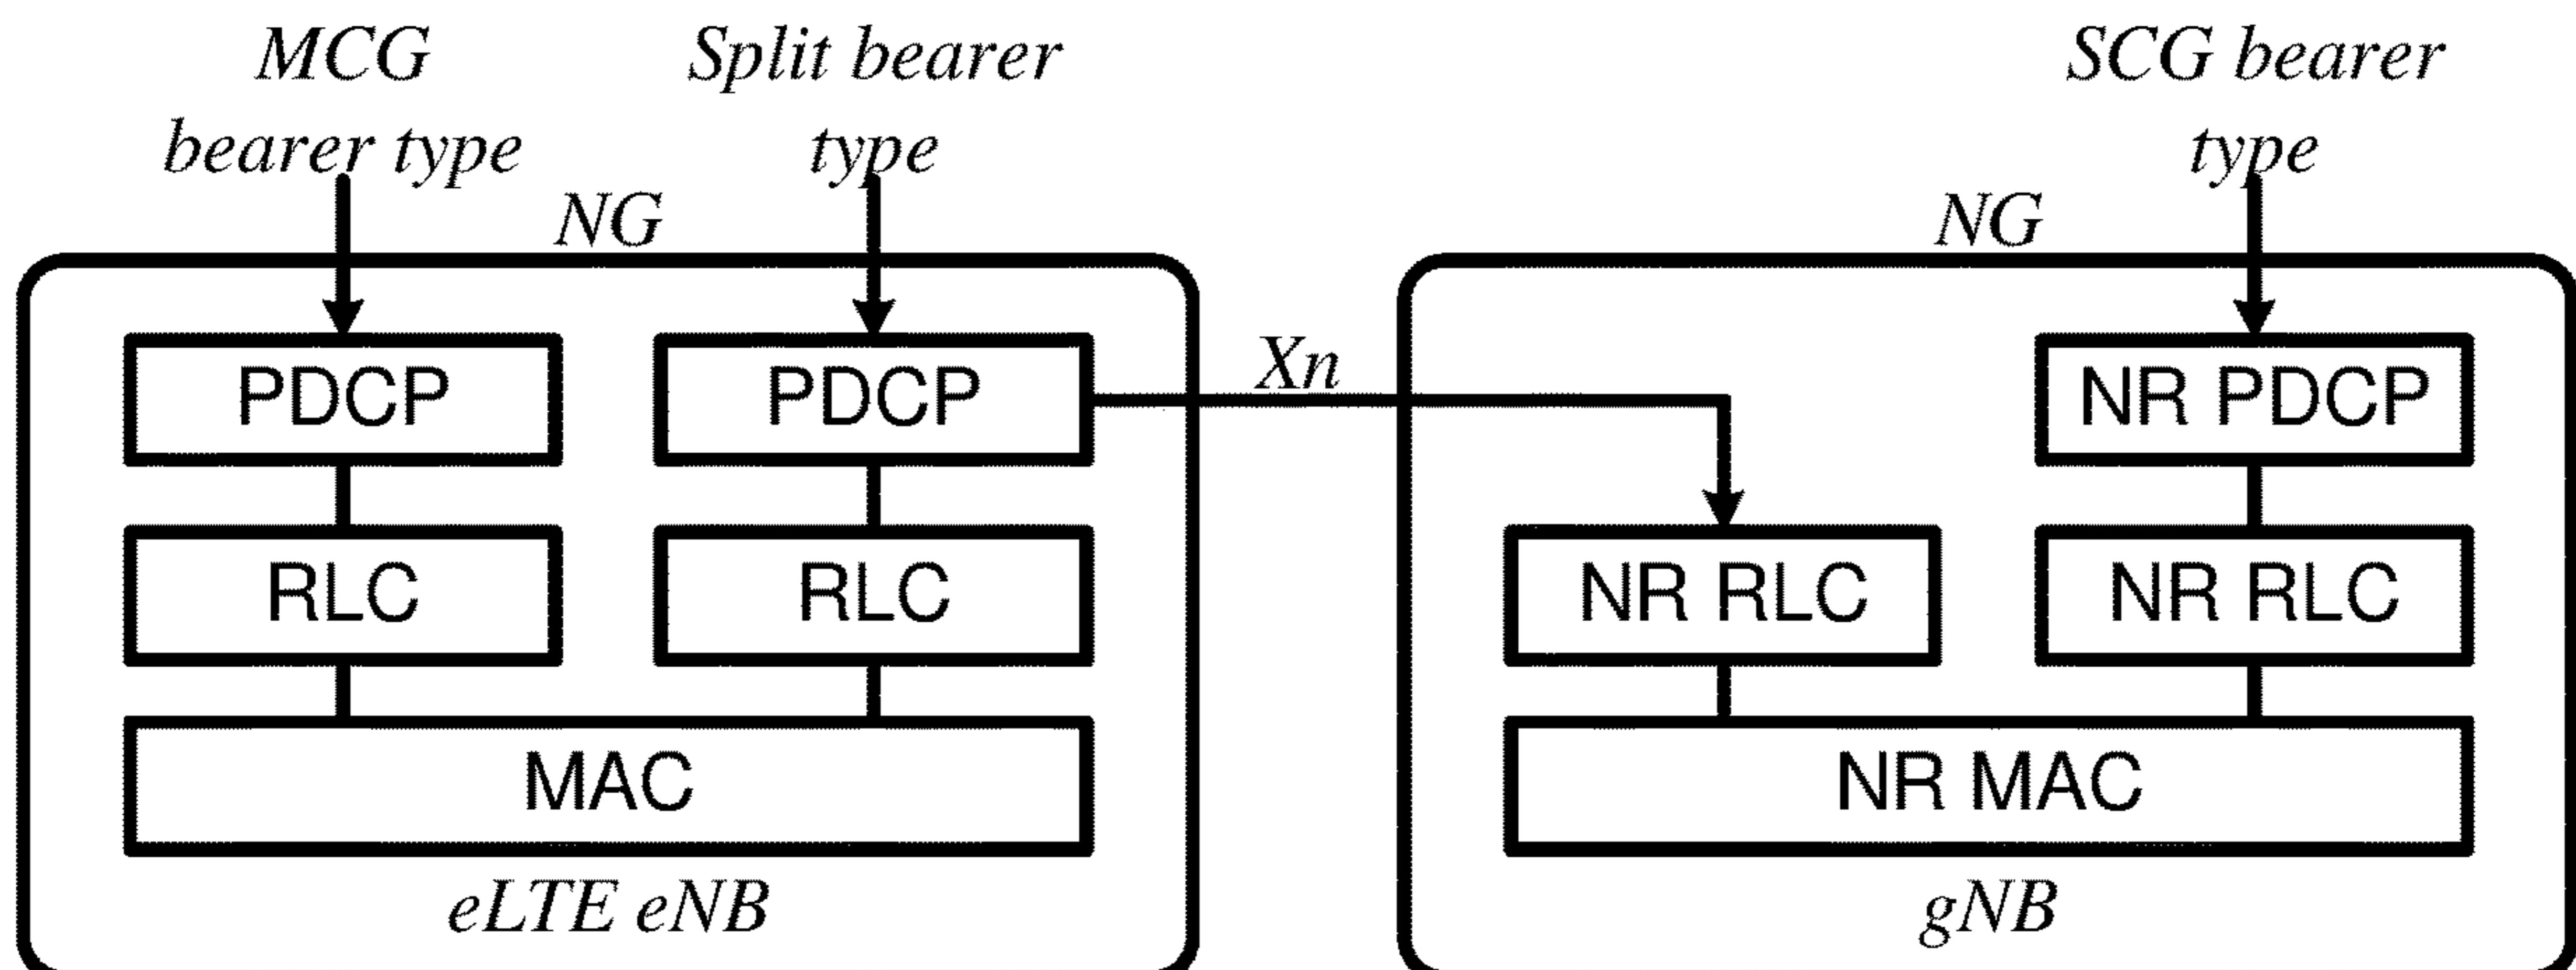 MCG
bearer type
Split bearer
type
SCG bearer
type
NG
NG
Xn
PDCP
PDCP
NR PDCP
RLC
RLC
NR RLC
NR RLC
MAC
NR MAC
eLTE eNB
gNB